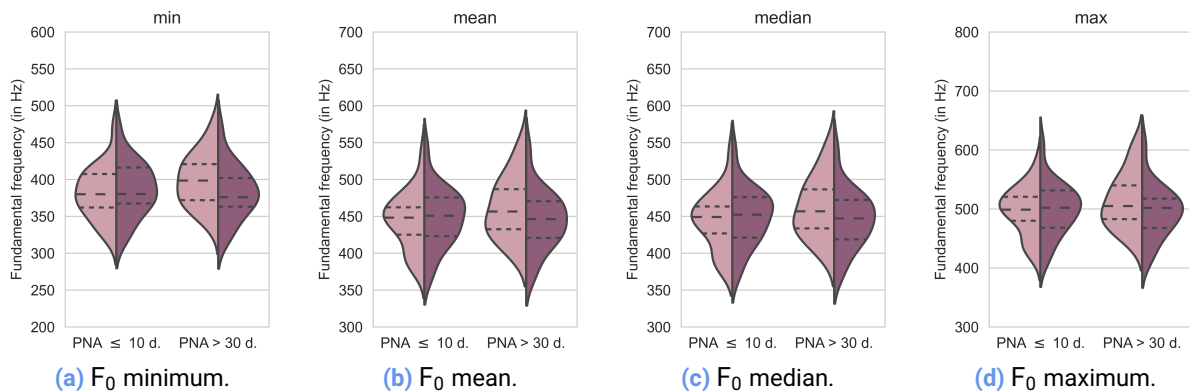 min
Fundamental frequency (in Hz)
600
550
500
450
400
350
300
250
200
PNA ≤ 10 d. PNA > 30 d.
(a) F₀ minimum.
mean
Fundamental frequency (in Hz)
700
650
600
550
500
450
400
350
300
PNA ≤ 10 d. PNA > 30 d.
(b) F₀ mean.
median
Fundamental frequency (in Hz)
700
650
600
550
500
450
400
350
300
PNA ≤ 10 d. PNA > 30 d.
(c) F₀ median.
max
Fundamental frequency (in Hz)
800
700
600
500
400
300
PNA ≤ 10 d. PNA > 30 d.
(d) F₀ maximum.